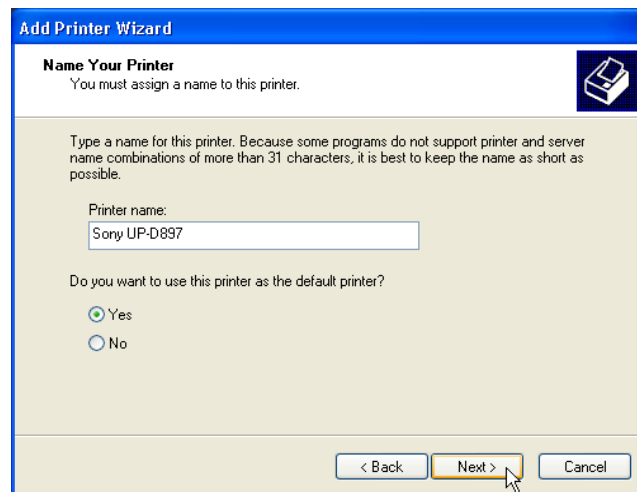 Add Printer Wizard
Name Your Printer
You must assign a name to this printer.
Type a name for this printer. Because some programs do not support printer and server
name combinations of more than 31 characters, it is best to keep the name as short as
possible.
Printer name:
Sony UP-D897
Do you want to use this printer as the default printer?
Yes
No
< Back
Next >
Cancel